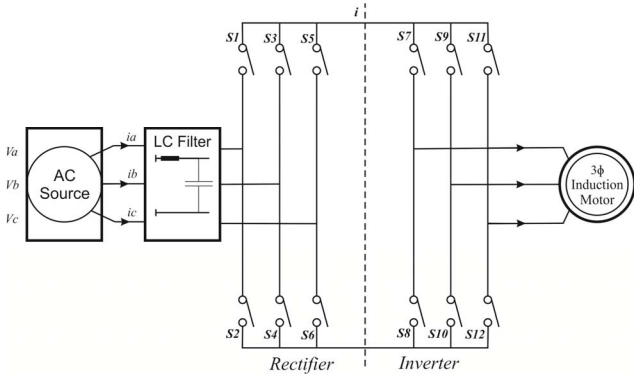 i
S1 S3 S5 S7 S9 S11
LC Filter
Va ia
AC
Source
Vb ib
Vc ic
3ϕ
Induction
Motor
S2 S4 S6 S8 S10 S12
Rectifier Inverter